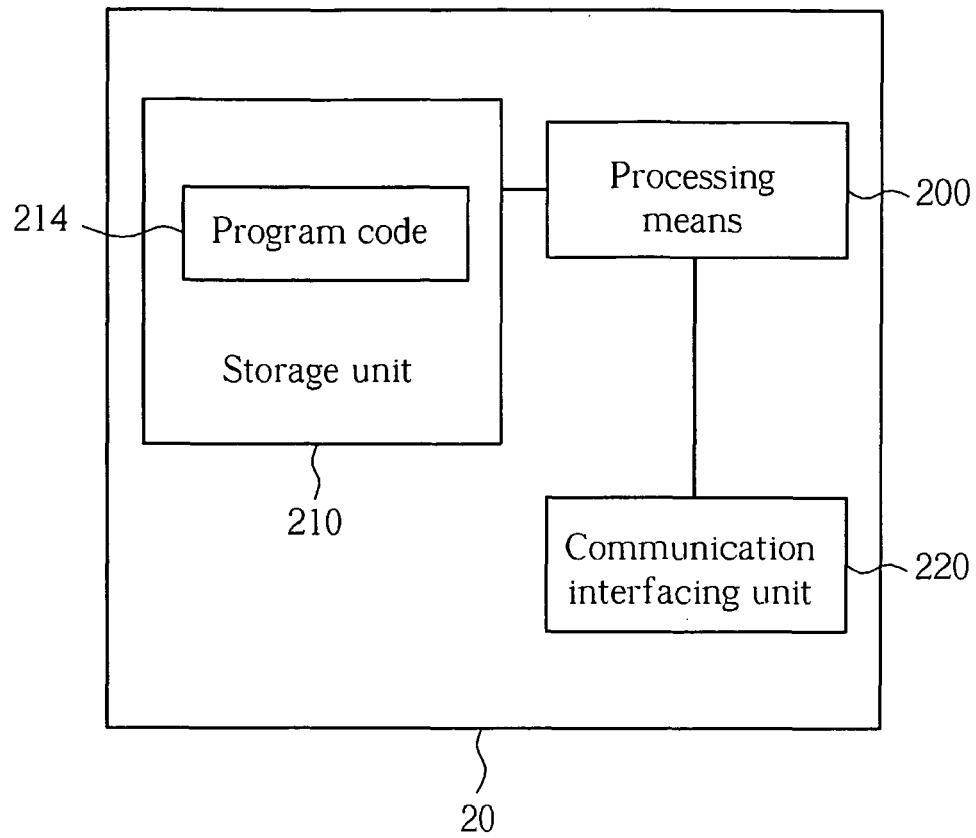 Processing
means
200
214
Program code
Storage unit
210
Communication
interfacing unit
220
20